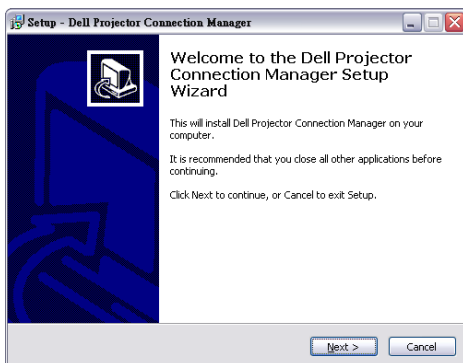 Setup - Dell Projector Connection Manager
Welcome to the Dell Projector
Connection Manager Setup
Wizard
This will install Dell Projector Connection Manager on your
computer.
It is recommended that you close all other applications before
continuing.
Click Next to continue, or Cancel to exit Setup.
Next > Cancel